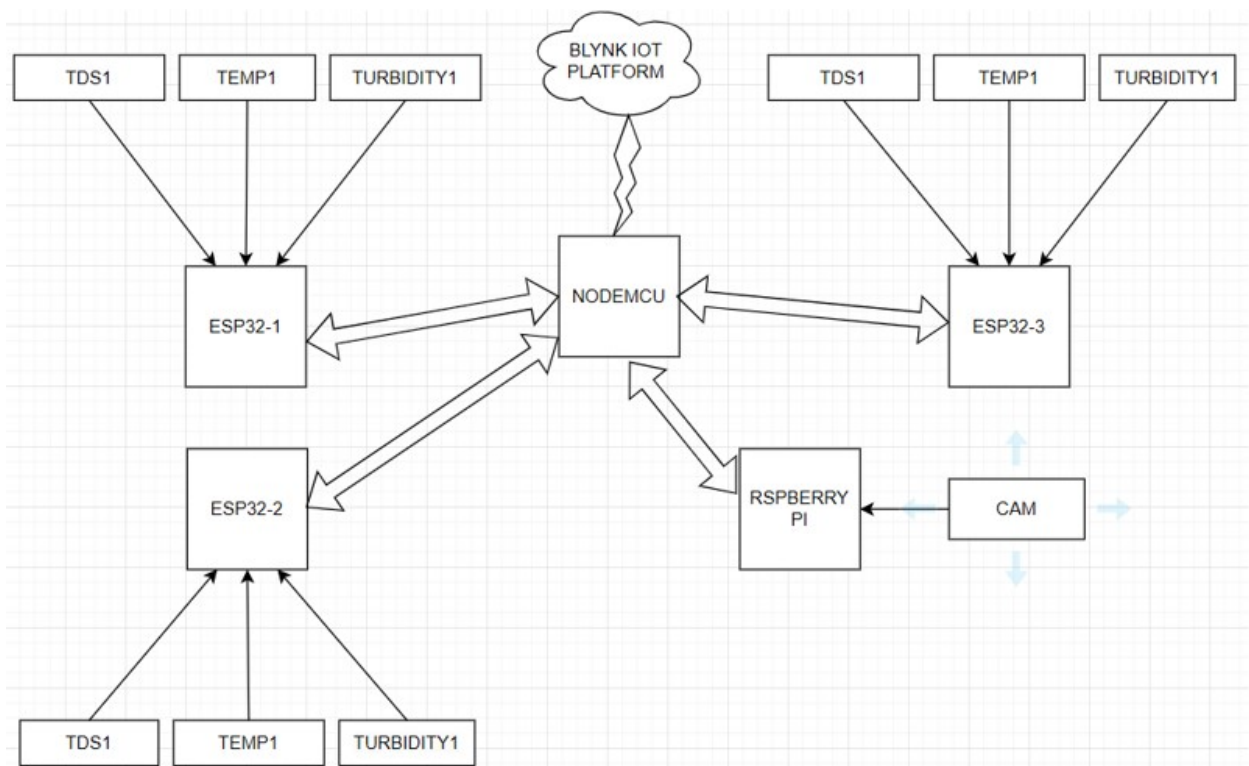 BLYNK IOT
PLATFORM
TDS1
TEMP1
TURBIDITY1
TDS1
TEMP1
TURBIDITY1
NODEMCU
ESP32-1
ESP32-3
ESP32-2
RSPBERRY
PI
CAM
TDS1
TEMP1
TURBIDITY1